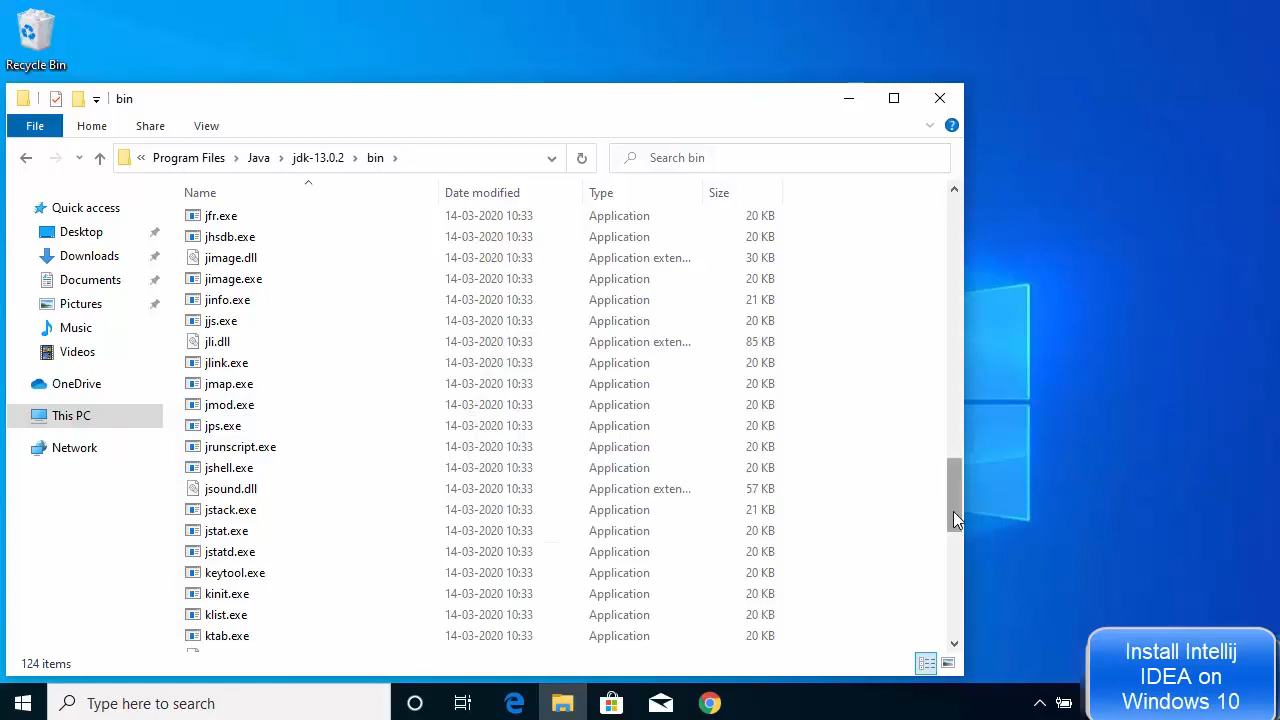 Recycle Bin
bin
File Home Share View
« Program Files > Java > jdk-13.0.2 > bin >
Search bin
Name Date modified Type Size
Quick access
Desktop
Downloads
Documents
Pictures
Music
Videos
OneDrive
This PC
Network
jfr.exe 14-03-2020 10:33 Application 20 KB
jhsdb.exe 14-03-2020 10:33 Application 20 KB
jimage.dll 14-03-2020 10:33 Application exten... 30 KB
jimage.exe 14-03-2020 10:33 Application 20 KB
jinfo.exe 14-03-2020 10:33 Application 21 KB
jjs.exe 14-03-2020 10:33 Application 20 KB
jli.dll 14-03-2020 10:33 Application exten... 85 KB
jlink.exe 14-03-2020 10:33 Application 20 KB
jmap.exe 14-03-2020 10:33 Application 20 KB
jmod.exe 14-03-2020 10:33 Application 20 KB
jps.exe 14-03-2020 10:33 Application 20 KB
jrunscript.exe 14-03-2020 10:33 Application 20 KB
jshell.exe 14-03-2020 10:33 Application 20 KB
jsound.dll 14-03-2020 10:33 Application exten... 57 KB
jstack.exe 14-03-2020 10:33 Application 21 KB
jstat.exe 14-03-2020 10:33 Application 20 KB
jstatd.exe 14-03-2020 10:33 Application 20 KB
keytool.exe 14-03-2020 10:33 Application 20 KB
kinit.exe 14-03-2020 10:33 Application 20 KB
klist.exe 14-03-2020 10:33 Application 20 KB
ktab.exe 14-03-2020 10:33 Application 20 KB
124 items
Install Intellij
IDEA on
Windows 10
Type here to search